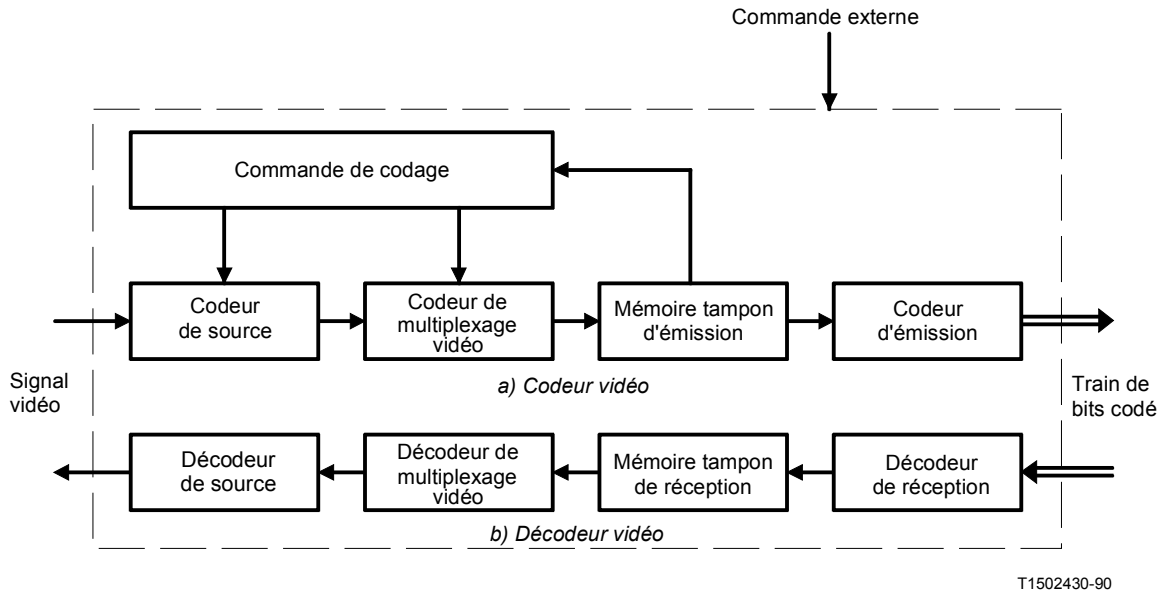 Commande externe
Commande de codage
Codeur
de source
Codeur de
multiplexage
vidéo
Mémoire tampon
d'émission
Codeur
d'émission
Signal
vidéo
a) Codeur vidéo
Train de
bits codé
Décodeur
de source
Décodeur de
multiplexage
vidéo
Mémoire tampon
de réception
Décodeur
de réception
b) Décodeur vidéo
T1502430-90